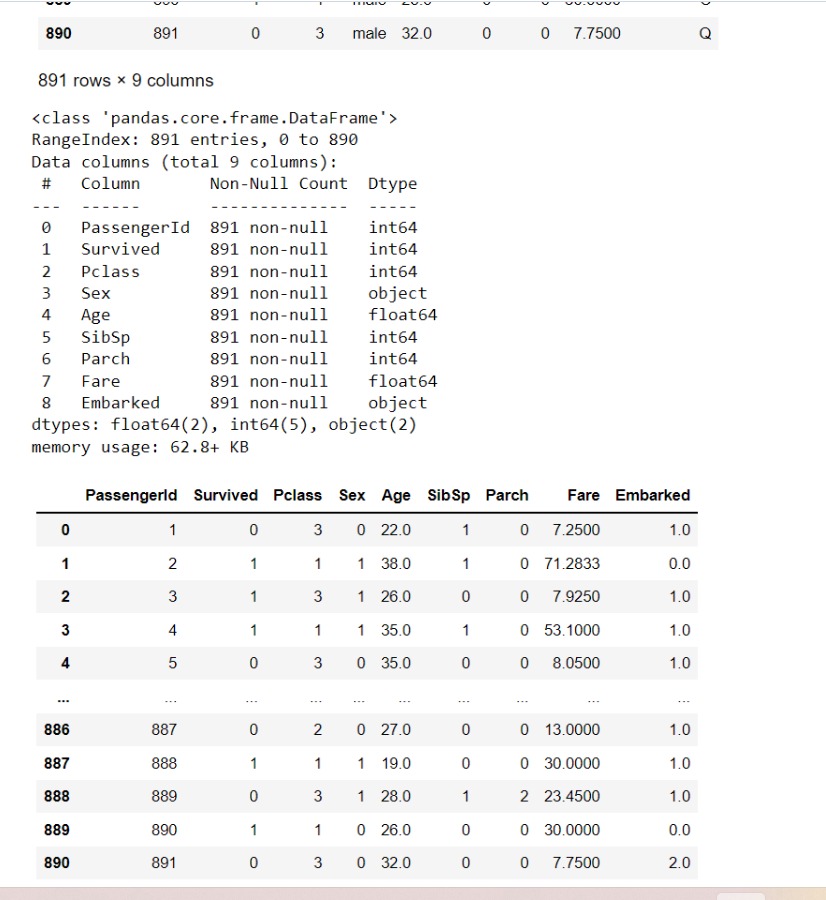 890 891 0 3 male 32.0 0 0 7.7500 Q
891 rows × 9 columns
<class 'pandas.core.frame.DataFrame'>
RangeIndex: 891 entries, 0 to 890
Data columns (total 9 columns):
# Column Non-Null Count Dtype
--- ------ -------------- -----
0 PassengerId 891 non-null int64
1 Survived 891 non-null int64
2 Pclass 891 non-null int64
3 Sex 891 non-null object
4 Age 891 non-null float64
5 SibSp 891 non-null int64
6 Parch 891 non-null int64
7 Fare 891 non-null float64
8 Embarked 891 non-null object
dtypes: float64(2), int64(5), object(2)
memory usage: 62.8+ KB
PassengerId Survived Pclass Sex Age SibSp Parch Fare Embarked
0 1 0 3 0 22.0 1 0 7.2500 1.0
1 2 1 1 1 38.0 1 0 71.2833 0.0
2 3 1 3 1 26.0 0 0 7.9250 1.0
3 4 1 1 1 35.0 1 0 53.1000 1.0
4 5 0 3 0 35.0 0 0 8.0500 1.0
... ... ... ... ... ... ... ... ... ...
886 887 0 2 0 27.0 0 0 13.0000 1.0
887 888 1 1 1 19.0 0 0 30.0000 1.0
888 889 0 3 1 28.0 1 2 23.4500 1.0
889 890 1 1 0 26.0 0 0 30.0000 0.0
890 891 0 3 0 32.0 0 0 7.7500 2.0